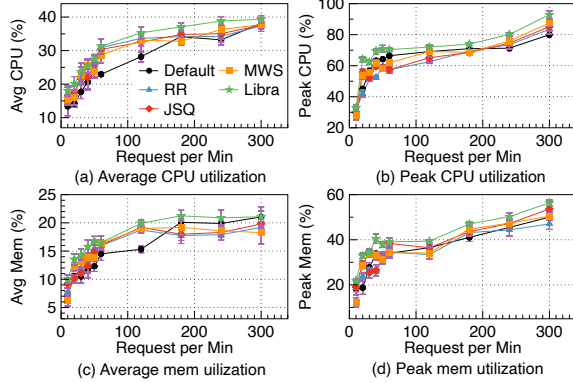 40
30
20
10
Avg CPU (%)
0 100 200 300
Request per Min
Default
RR
JSQ
MWS
Libra
(a) Average CPU utilization
100
80
60
40
20
Peak CPU (%)
0 100 200 300
Request per Min
(b) Peak CPU utilization
25
20
15
10
5
Avg Mem (%)
0 100 200 300
Request per Min
(c) Average mem uilization
60
40
20
Peak Mem (%)
0 100 200 300
Request per Min
(d) Peak mem utilization